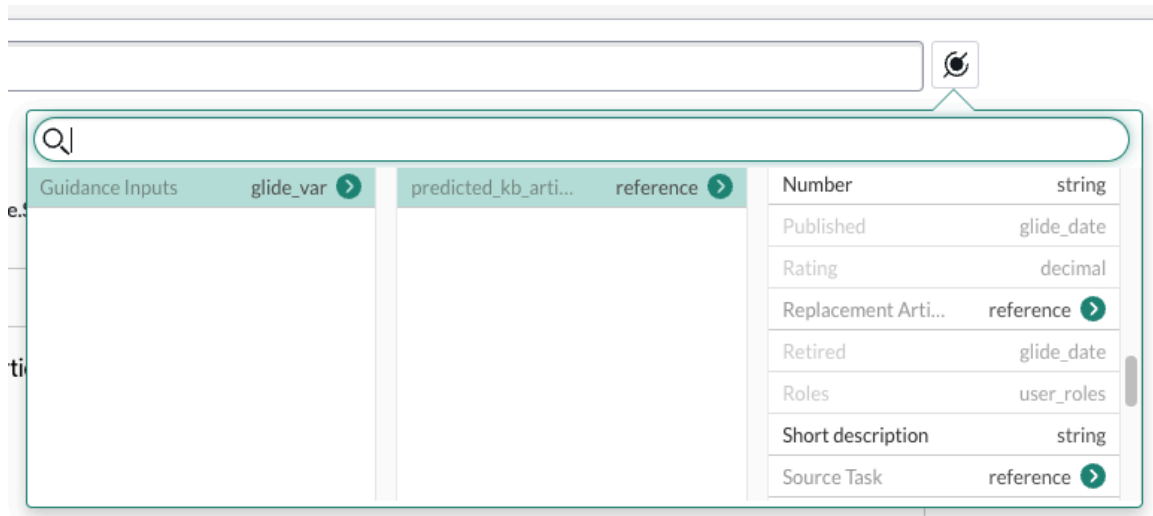 Guidance Inputs glide_var predicted_kb_arti... reference Number string
e.S
Published glide_date
Rating decimal
Replacement Arti... reference
Retired glide_date
rti
Roles user_roles
Short description string
Source Task reference